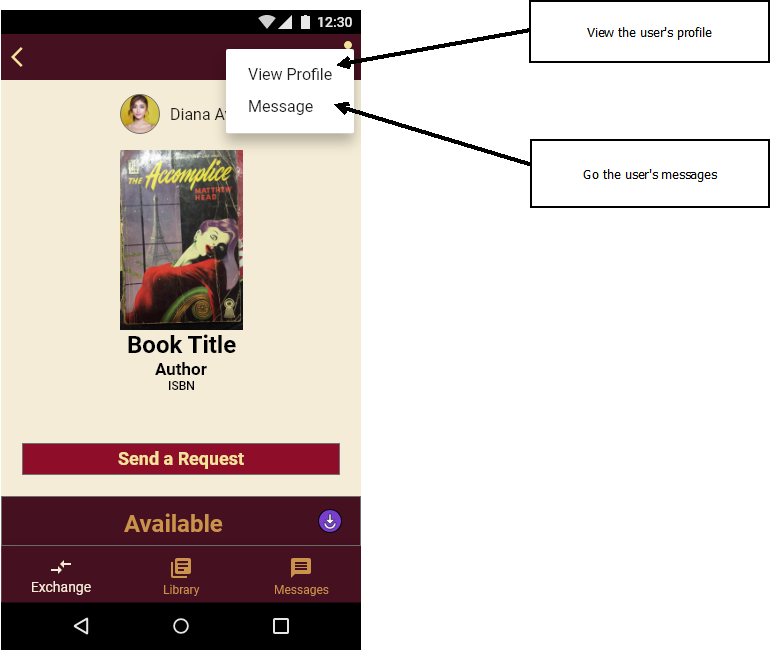 12:30
View the user's profile
View Profile
Message
Diana A
Go the user's messages
THE Accomplice
MATTHEW
HEAD
Book Title
Author
ISBN
Send a Request
Available
Exchange
Library
Messages